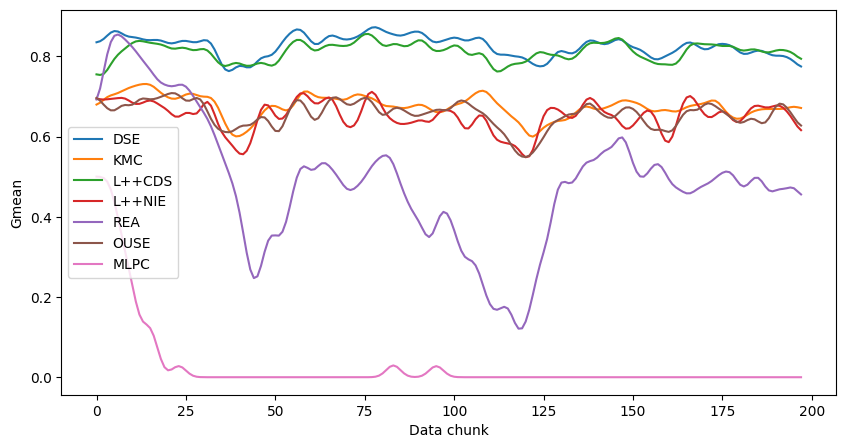 Gmean
0.8
0.6
0.4
0.2
0.0
DSE
KMC
L++CDS
L++NIE
REA
OUSE
MLPC
0 25 50 75 100 125 150 175 200
Data chunk